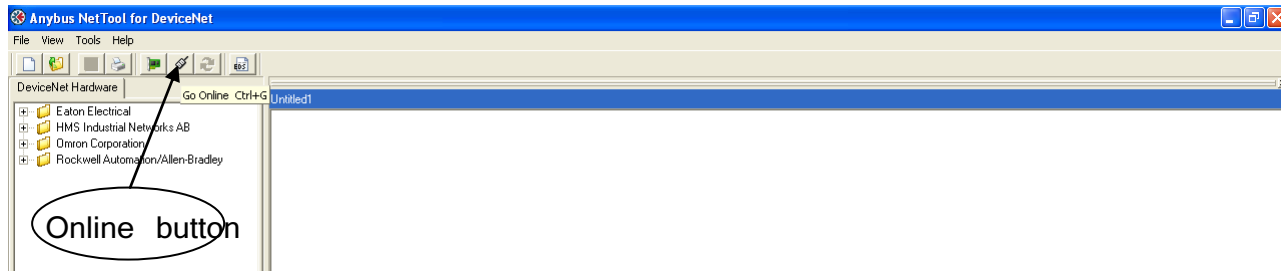 Anybus NetTool for DeviceNet
File View Tools Help
EDS
DeviceNet Hardware
Go Online Ctrl+G
Untitled1
Eaton Electrical
HMS Industrial Networks AB
Omron Corporation
Rockwell Automation/Allen-Bradley
Online button